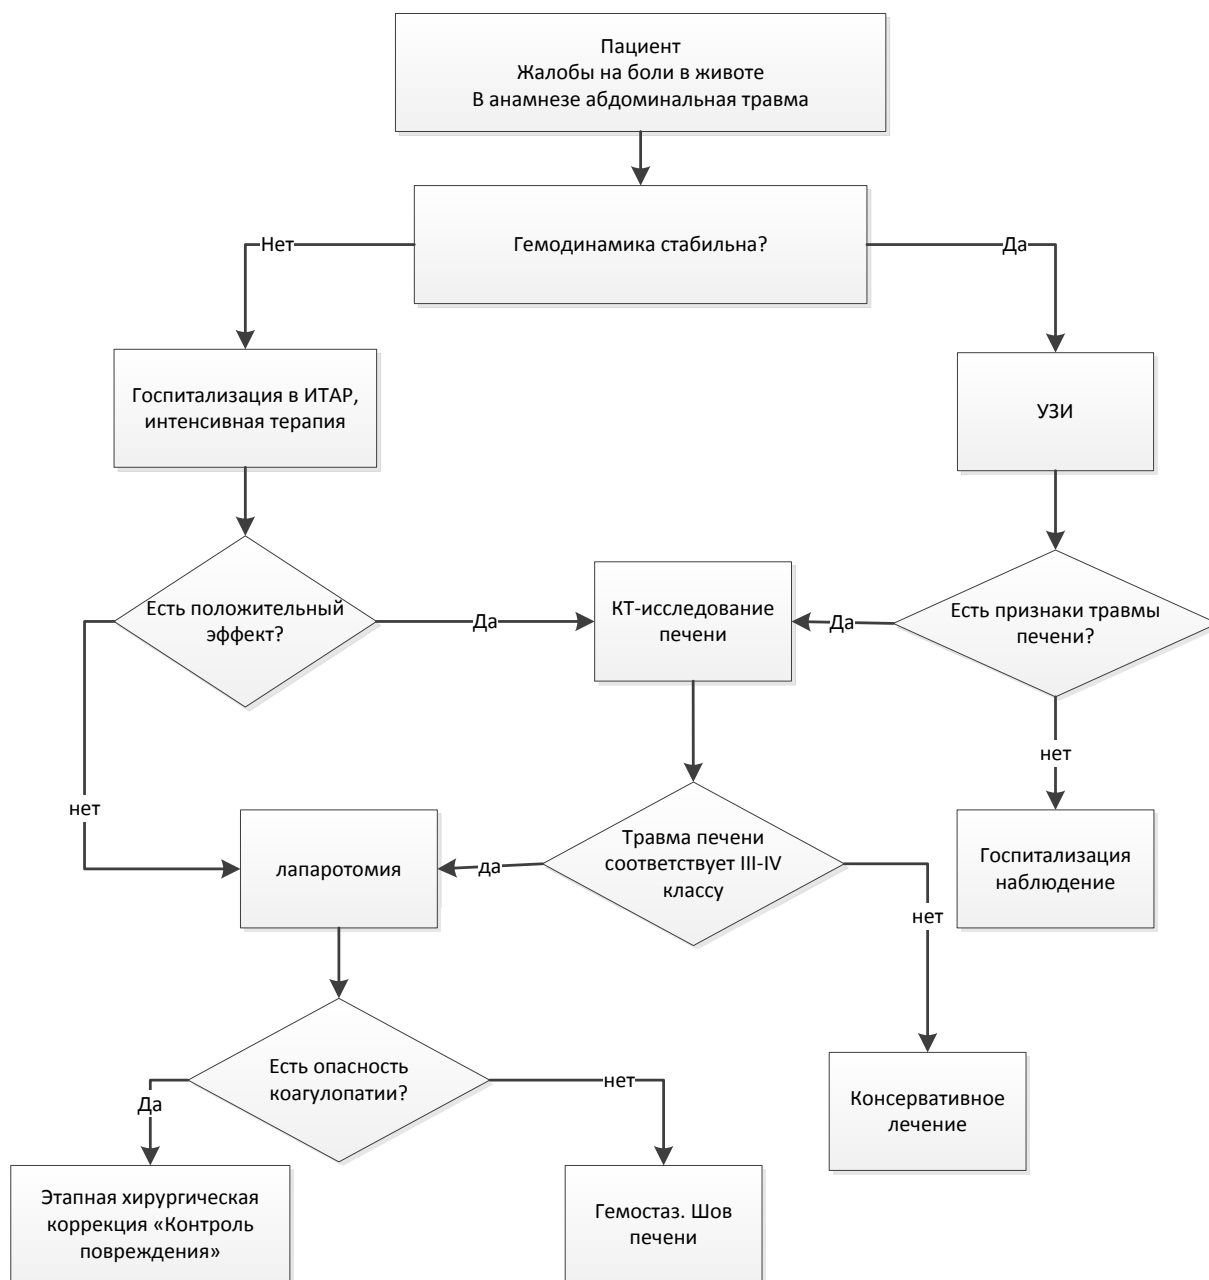 Пациент
Жалобы на боли в животе
В анамнезе абдоминальная травма
Гемодинамика стабильна?
Нет
Да
Госпитализация в ИТАР,
интенсивная терапия
УЗИ
Есть положительный
эффект?
Да
КТ-исследование
печени
Да
Есть признаки травмы
печени?
нет
нет
лапаротомия
да
Травма печени
соответствует III-IV
классу
нет
Госпитализация
наблюдение
Есть опасность
коагулопатии?
Да
нет
Консервативное
лечение
Этапная хирургическая
коррекция «Контроль
повреждения»
Гемостаз. Шов
печени